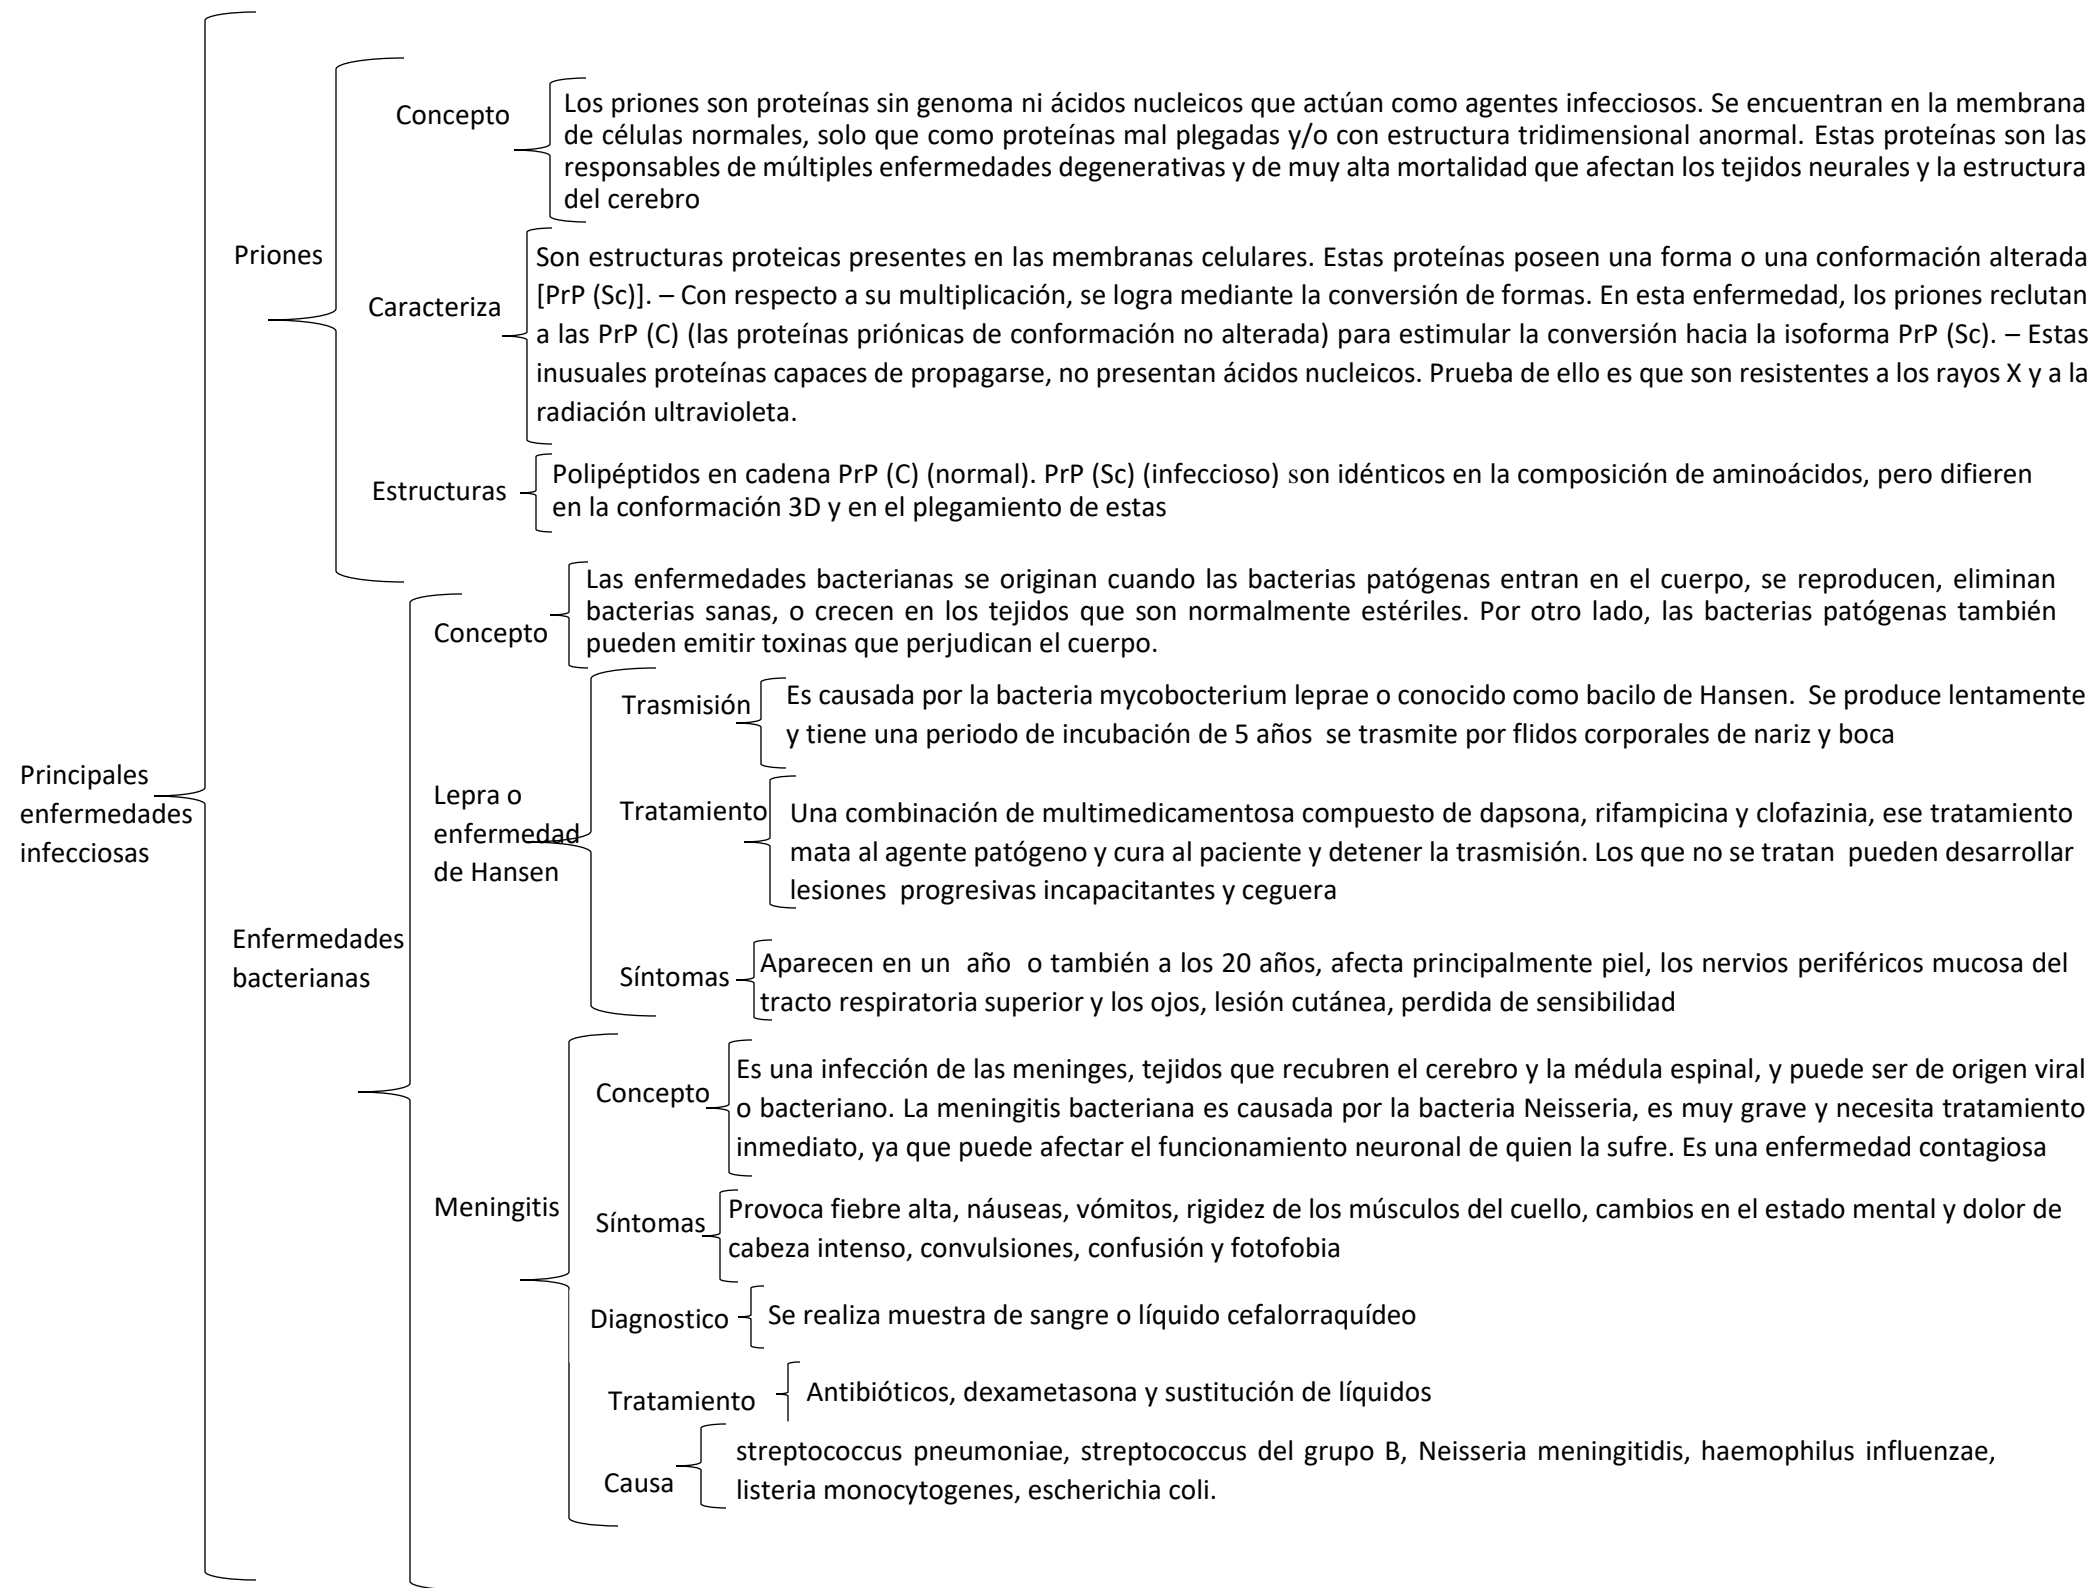 Concepto
Los priones son proteínas sin genoma ni ácidos nucleicos que actúan como agentes infecciosos. Se encuentran en la membrana
de células normales, solo que como proteínas mal plegadas y/o con estructura tridimensional anormal. Estas proteínas son las
responsables de múltiples enfermedades degenerativas y de muy alta mortalidad que afectan los tejidos neurales y la estructura
del cerebro
Priones
Caracteriza
Son estructuras proteicas presentes en las membranas celulares. Estas proteínas poseen una forma o una conformación alterada
[PrP (Sc)]. – Con respecto a su multiplicación, se logra mediante la conversión de formas. En esta enfermedad, los priones reclutan
a las PrP (C) (las proteínas priónicas de conformación no alterada) para estimular la conversión hacia la isoforma PrP (Sc). – Estas
inusuales proteínas capaces de propagarse, no presentan ácidos nucleicos. Prueba de ello es que son resistentes a los rayos X y a la
radiación ultravioleta.
Estructuras
Polipéptidos en cadena PrP (C) (normal). PrP (Sc) (infeccioso) son idénticos en la composición de aminoácidos, pero difieren
en la conformación 3D y en el plegamiento de estas
Concepto
Las enfermedades bacterianas se originan cuando las bacterias patógenas entran en el cuerpo, se reproducen, eliminan
bacterias sanas, o crecen en los tejidos que son normalmente estériles. Por otro lado, las bacterias patógenas también
pueden emitir toxinas que perjudican el cuerpo.
Trasmisión
Es causada por la bacteria mycobocterium leprae o conocido como bacilo de Hansen. Se produce lentamente
y tiene una periodo de incubación de 5 años se trasmite por flidos corporales de nariz y boca
Principales
enfermedades
infecciosas
Lepra o
enfermedad
de Hansen
Tratamiento
Una combinación de multimedicamentosa compuesto de dapsona, rifampicina y clofazinia, ese tratamiento
mata al agente patógeno y cura al paciente y detener la trasmisión. Los que no se tratan pueden desarrollar
lesiones progresivas incapacitantes y ceguera
Enfermedades
bacterianas
Síntomas
Aparecen en un año o también a los 20 años, afecta principalmente piel, los nervios periféricos mucosa del
tracto respiratoria superior y los ojos, lesión cutánea, perdida de sensibilidad
Concepto
Es una infección de las meninges, tejidos que recubren el cerebro y la médula espinal, y puede ser de origen viral
o bacteriano. La meningitis bacteriana es causada por la bacteria Neisseria, es muy grave y necesita tratamiento
inmediato, ya que puede afectar el funcionamiento neuronal de quien la sufre. Es una enfermedad contagiosa
Meningitis
Síntomas
Provoca fiebre alta, náuseas, vómitos, rigidez de los músculos del cuello, cambios en el estado mental y dolor de
cabeza intenso, convulsiones, confusión y fotofobia
Diagnostico
Se realiza muestra de sangre o líquido cefalorraquídeo
Tratamiento
Antibióticos, dexametasona y sustitución de líquidos
Causa
streptococcus pneumoniae, streptococcus del grupo B, Neisseria meningitidis, haemophilus influenzae,
listeria monocytogenes, escherichia coli.